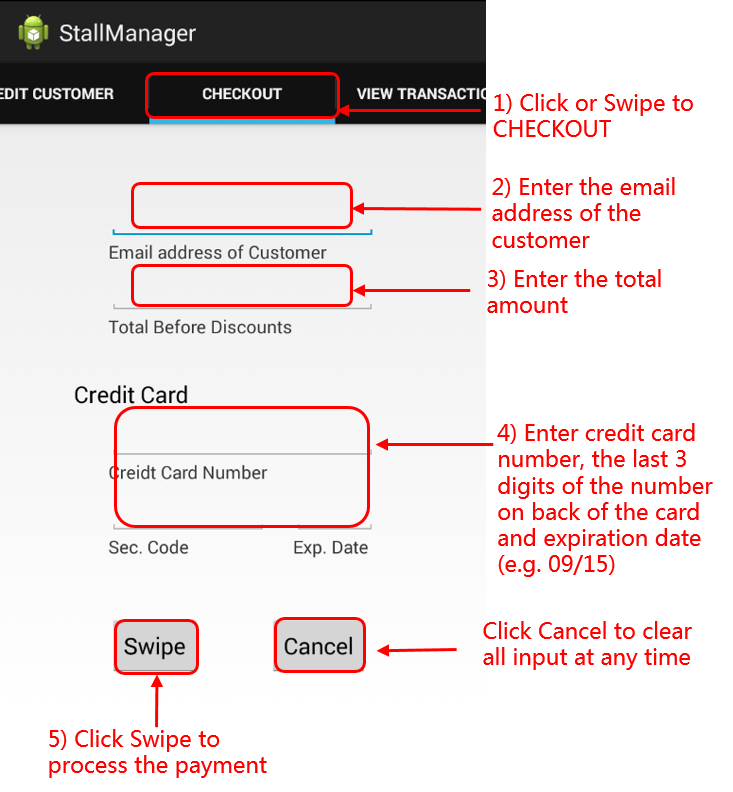 StallManager
EDIT CUSTOMER
CHECKOUT
VIEW TRANSACTIO
1) Click or Swipe to
CHECKOUT
2) Enter the email
address of the
customer
Email address of Customer
3) Enter the total
amount
Total Before Discounts
Credit Card
4) Enter credit card
number, the last 3
digits of the number
on back of the card
and expiration date
(e.g. 09/15)
Creidt Card Number
Sec. Code
Exp. Date
Swipe
Cancel
Click Cancel to clear
all input at any time
5) Click Swipe to
process the payment